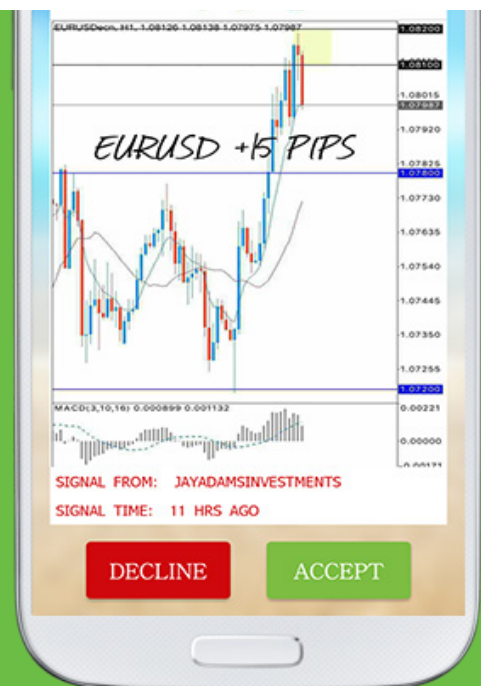 EURUSDecn, H1, 1.08126 1.08138 1.07975 1.07987
1.08200
1.08100
1.08015
1.07987
1.07920
EURUSD +15 PIPS
1.07825
1.07800
1.07730
1.07635
1.07540
1.07445
1.07350
1.07255
1.07200
MACD(3,10,16) 0.000899 0.001132
0.00221
0.00000
-0.00171
SIGNAL FROM: JAYADAMSINVESTMENTS
SIGNAL TIME: 11 HRS AGO
DECLINE
ACCEPT